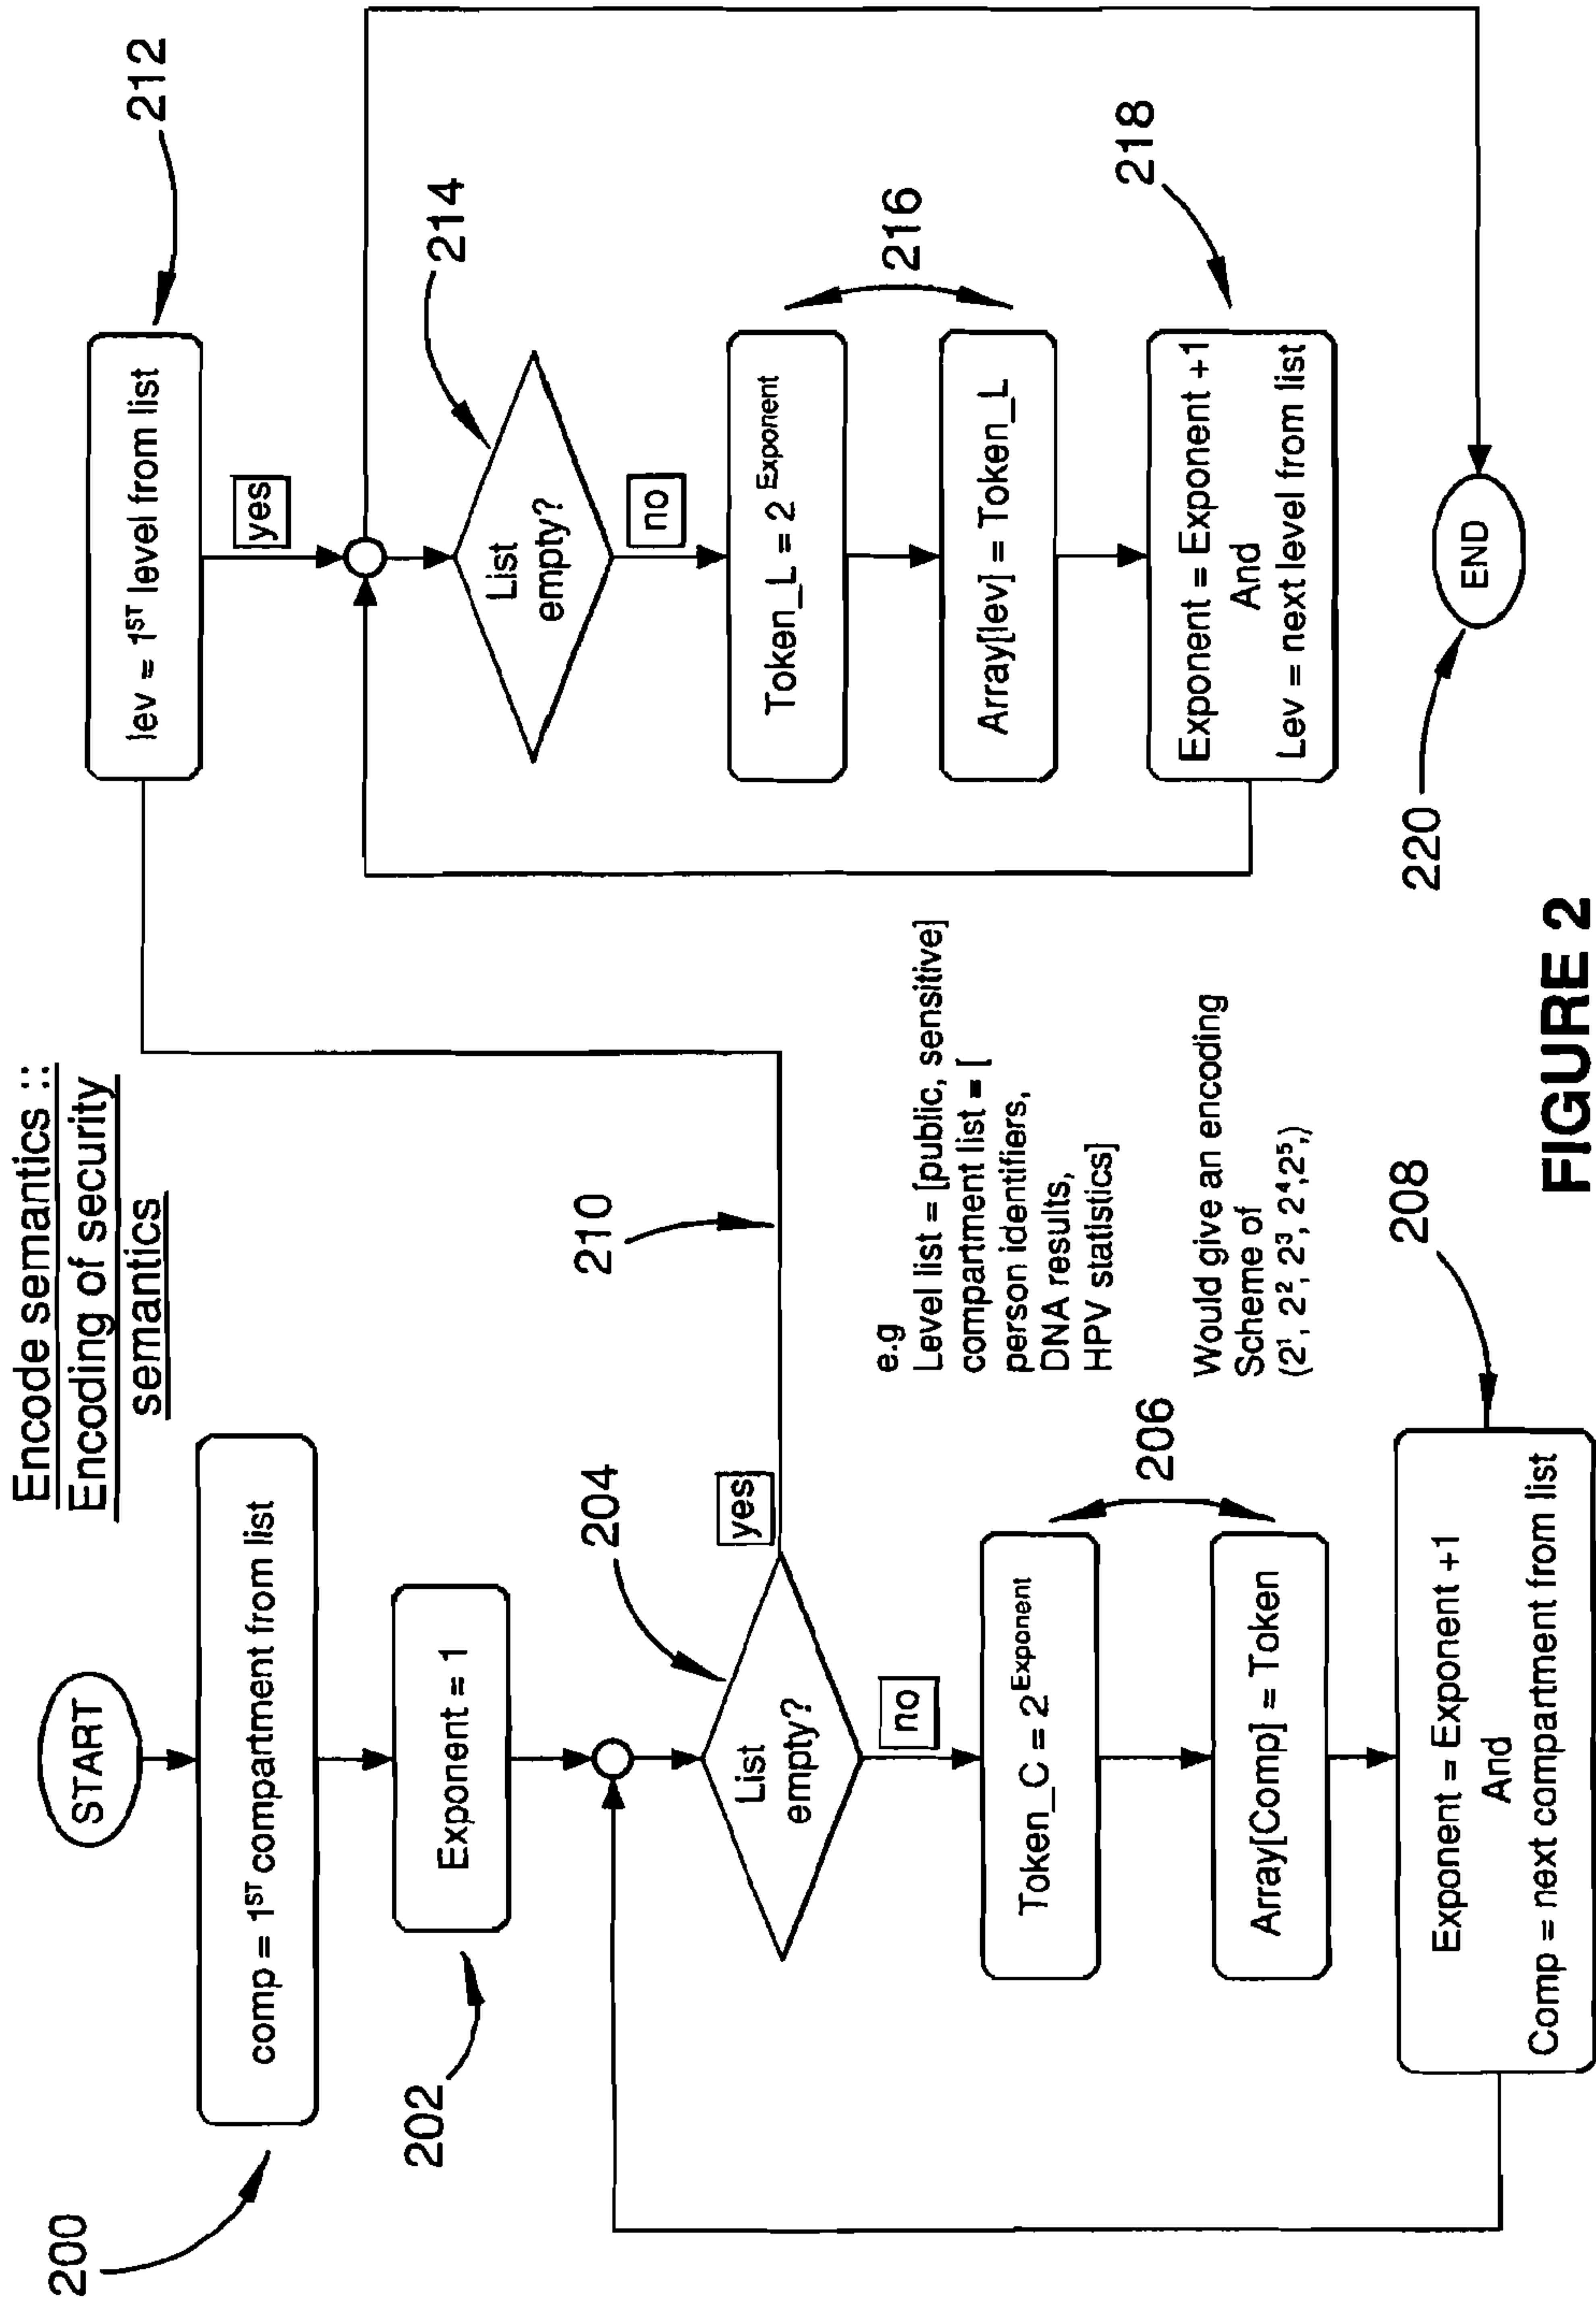 Encode semantics ::
Encoding of security
semantics
START
200
comp = 1ST compartment from list
202
Exponent = 1
204
List
empty?
yes
210
no
206
Token_C = 2Exponent
Array[Comp] = Token
208
Exponent = Exponent +1
And
Comp = next compartment from list
e.g
Level list = [public, sensitive]
compartment list = [
person identifiers,
DNA results,
HPV statistics]
Would give an encoding
Scheme of
(2¹, 2², 2³, 2⁴,2⁵,)
212
lev = 1ST level from list
yes
214
List
empty?
no
216
Token_L = 2 Exponent
Array[lev] = Token_L
218
Exponent = Exponent +1
And
Lev = next level from list
220
END
FIGURE 2